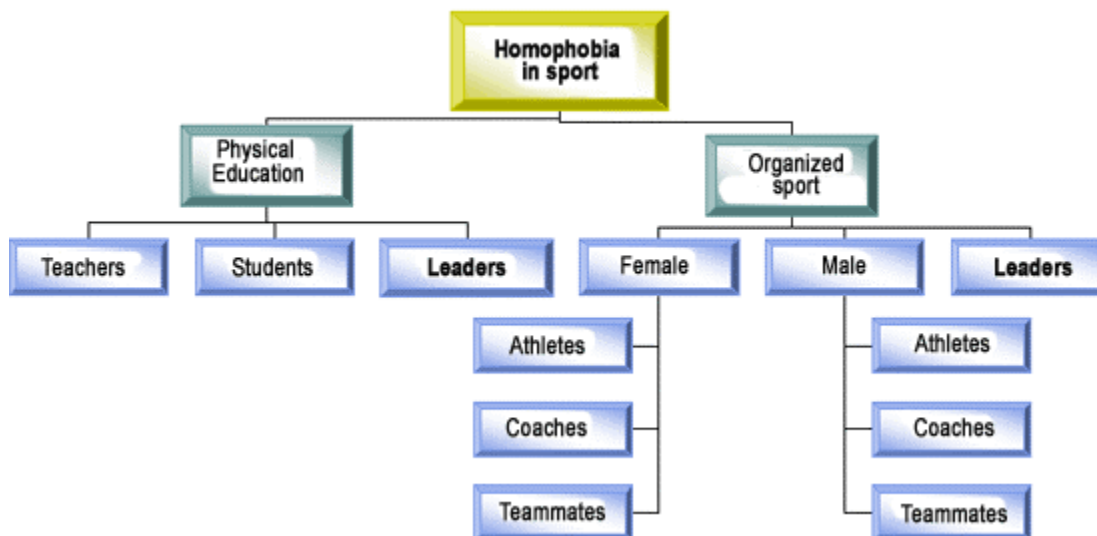 Homophobia
in sport
Physical
Education
Organized
sport
Teachers
Students
Leaders
Female
Male
Leaders
Athletes
Athletes
Coaches
Coaches
Teammates
Teammates